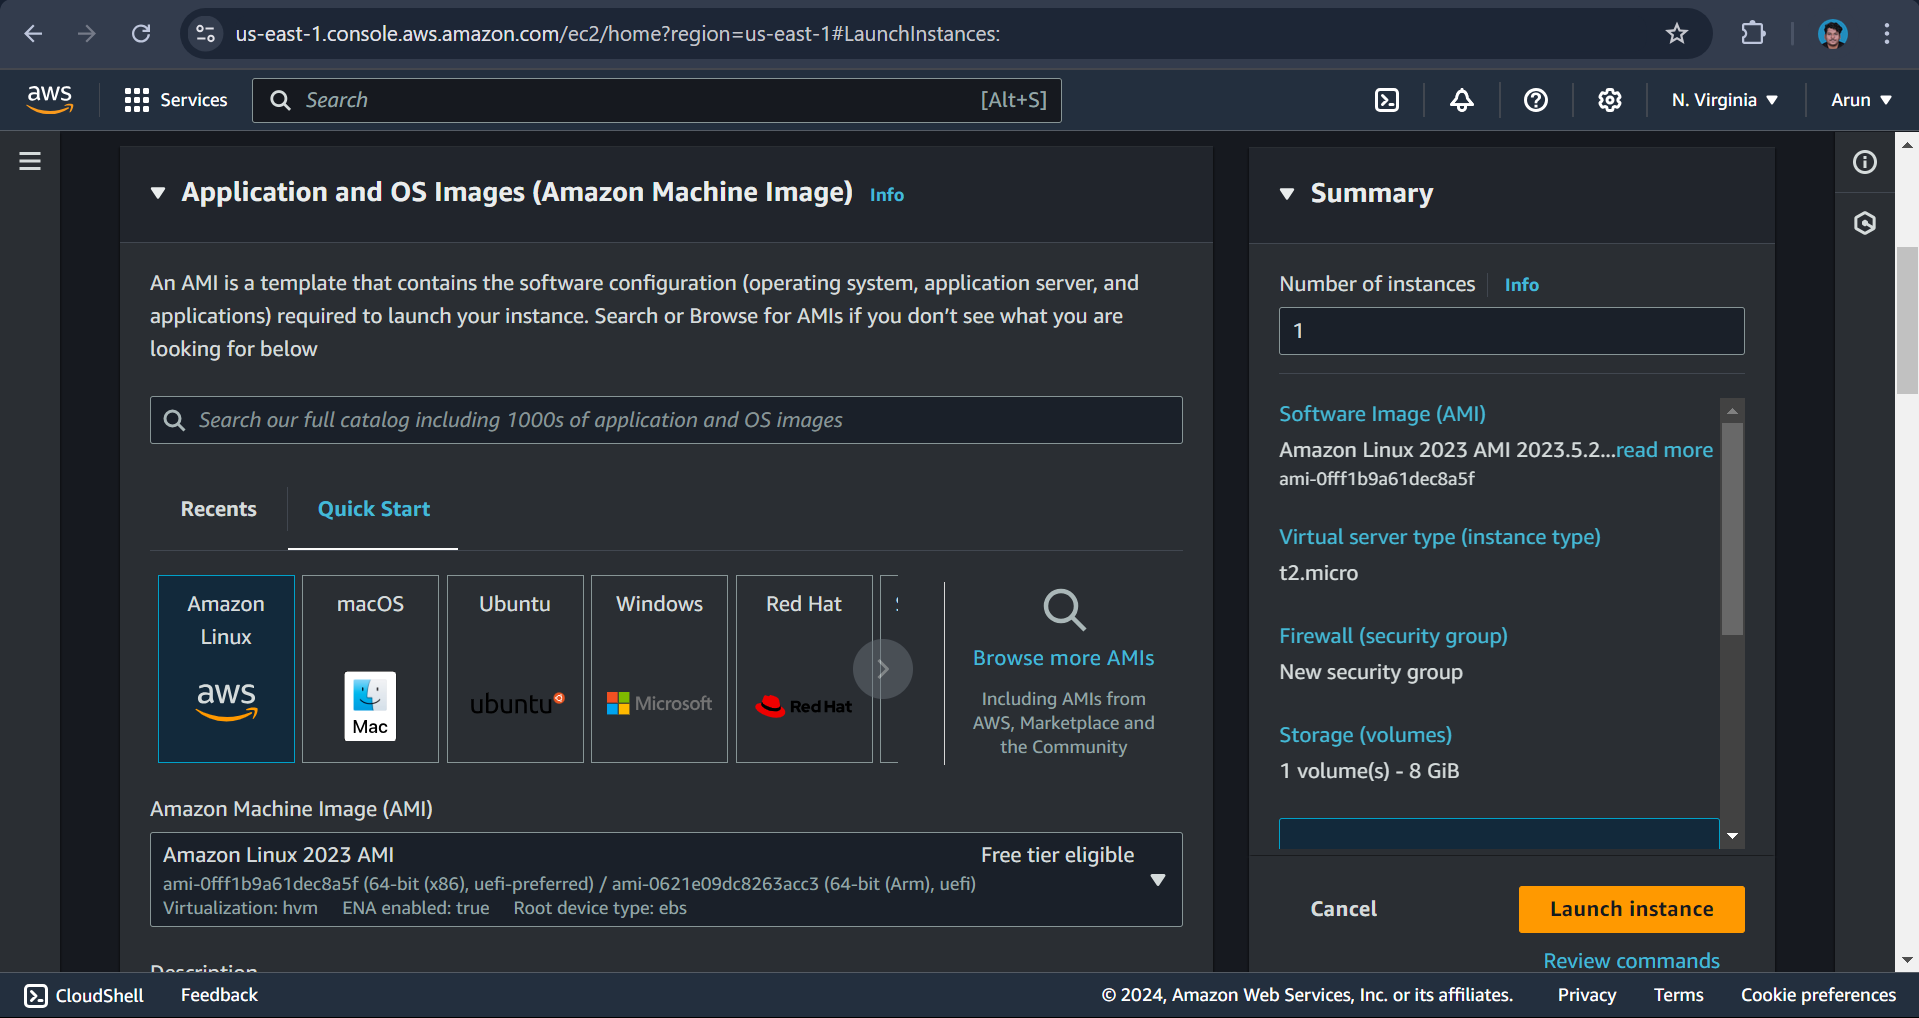 us-east-1.console.aws.amazon.com/ec2/home?region=us-east-1#LaunchInstances:
aws
Services
Search
[Alt+S]
N. Virginia
Arun
Application and OS Images (Amazon Machine Image)
Info
An AMI is a template that contains the software configuration (operating system, application server, and
applications) required to launch your instance. Search or Browse for AMIs if you don’t see what you are
looking for below
Search our full catalog including 1000s of application and OS images
Recents
Quick Start
Amazon
Linux
aws
macOS
Mac
Ubuntu
ubuntu
Windows
Microsoft
Red Hat
Red Hat
Browse more AMIs
Including AMIs from
AWS, Marketplace and
the Community
Amazon Machine Image (AMI)
Amazon Linux 2023 AMI
Free tier eligible
ami-0fff1b9a61dec8a5f (64-bit (x86), uefi-preferred) / ami-0621e09dc8263acc3 (64-bit (Arm), uefi)
Virtualization: hvm ENA enabled: true Root device type: ebs
Description
Summary
Number of instances
Info
1
Software Image (AMI)
Amazon Linux 2023 AMI 2023.5.2...read more
ami-0fff1b9a61dec8a5f
Virtual server type (instance type)
t2.micro
Firewall (security group)
New security group
Storage (volumes)
1 volume(s) - 8 GiB
Cancel
Launch instance
Review commands
CloudShell
Feedback
© 2024, Amazon Web Services, Inc. or its affiliates.
Privacy
Terms
Cookie preferences